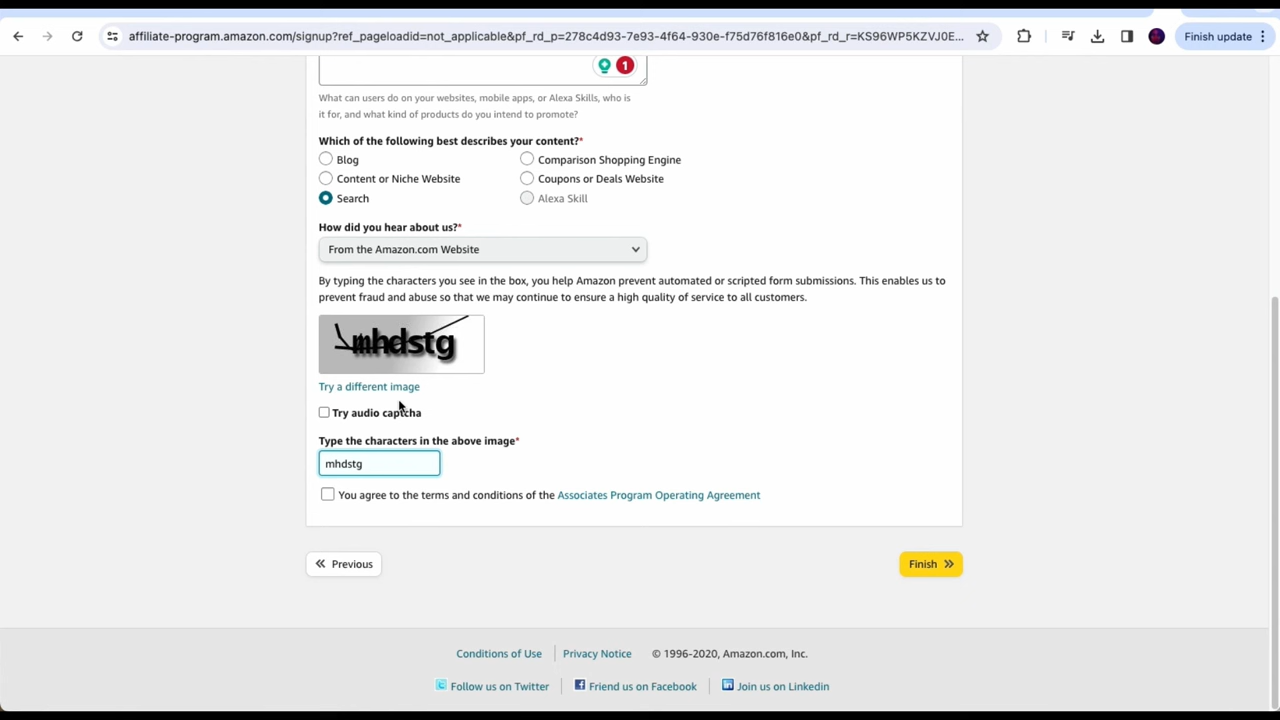 affiliate-program.amazon.com/signup?ref_pageloadid=not_applicable&pf_rd_p=278c4d93-7e93-4f64-930e-f75d76f816e0&pf_rd_r=KS96WP5KZVJ0E...
Finish update
1
What can users do on your websites, mobile apps, or Alexa Skills, who is
it for, and what kind of products do you intend to promote?
Which of the following best describes your content?*
Blog
Comparison Shopping Engine
Content or Niche Website
Coupons or Deals Website
Search
Alexa Skill
How did you hear about us?*
From the Amazon.com Website
By typing the characters you see in the box, you help Amazon prevent automated or scripted form submissions. This enables us to
prevent fraud and abuse so that we may continue to ensure a high quality of service to all customers.
mhdstg
Try a different image
Try audio captcha
Type the characters in the above image*
mhdstg
You agree to the terms and conditions of the Associates Program Operating Agreement
« Previous
Finish »
Conditions of Use
Privacy Notice
© 1996-2020, Amazon.com, Inc.
Follow us on Twitter
Friend us on Facebook
Join us on Linkedin